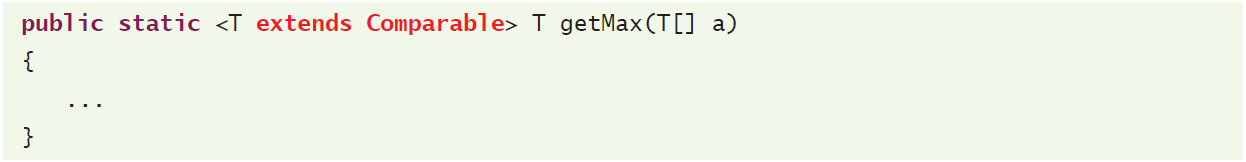 public static <T extends Comparable> T getMax(T[] a)
{
   ...
}